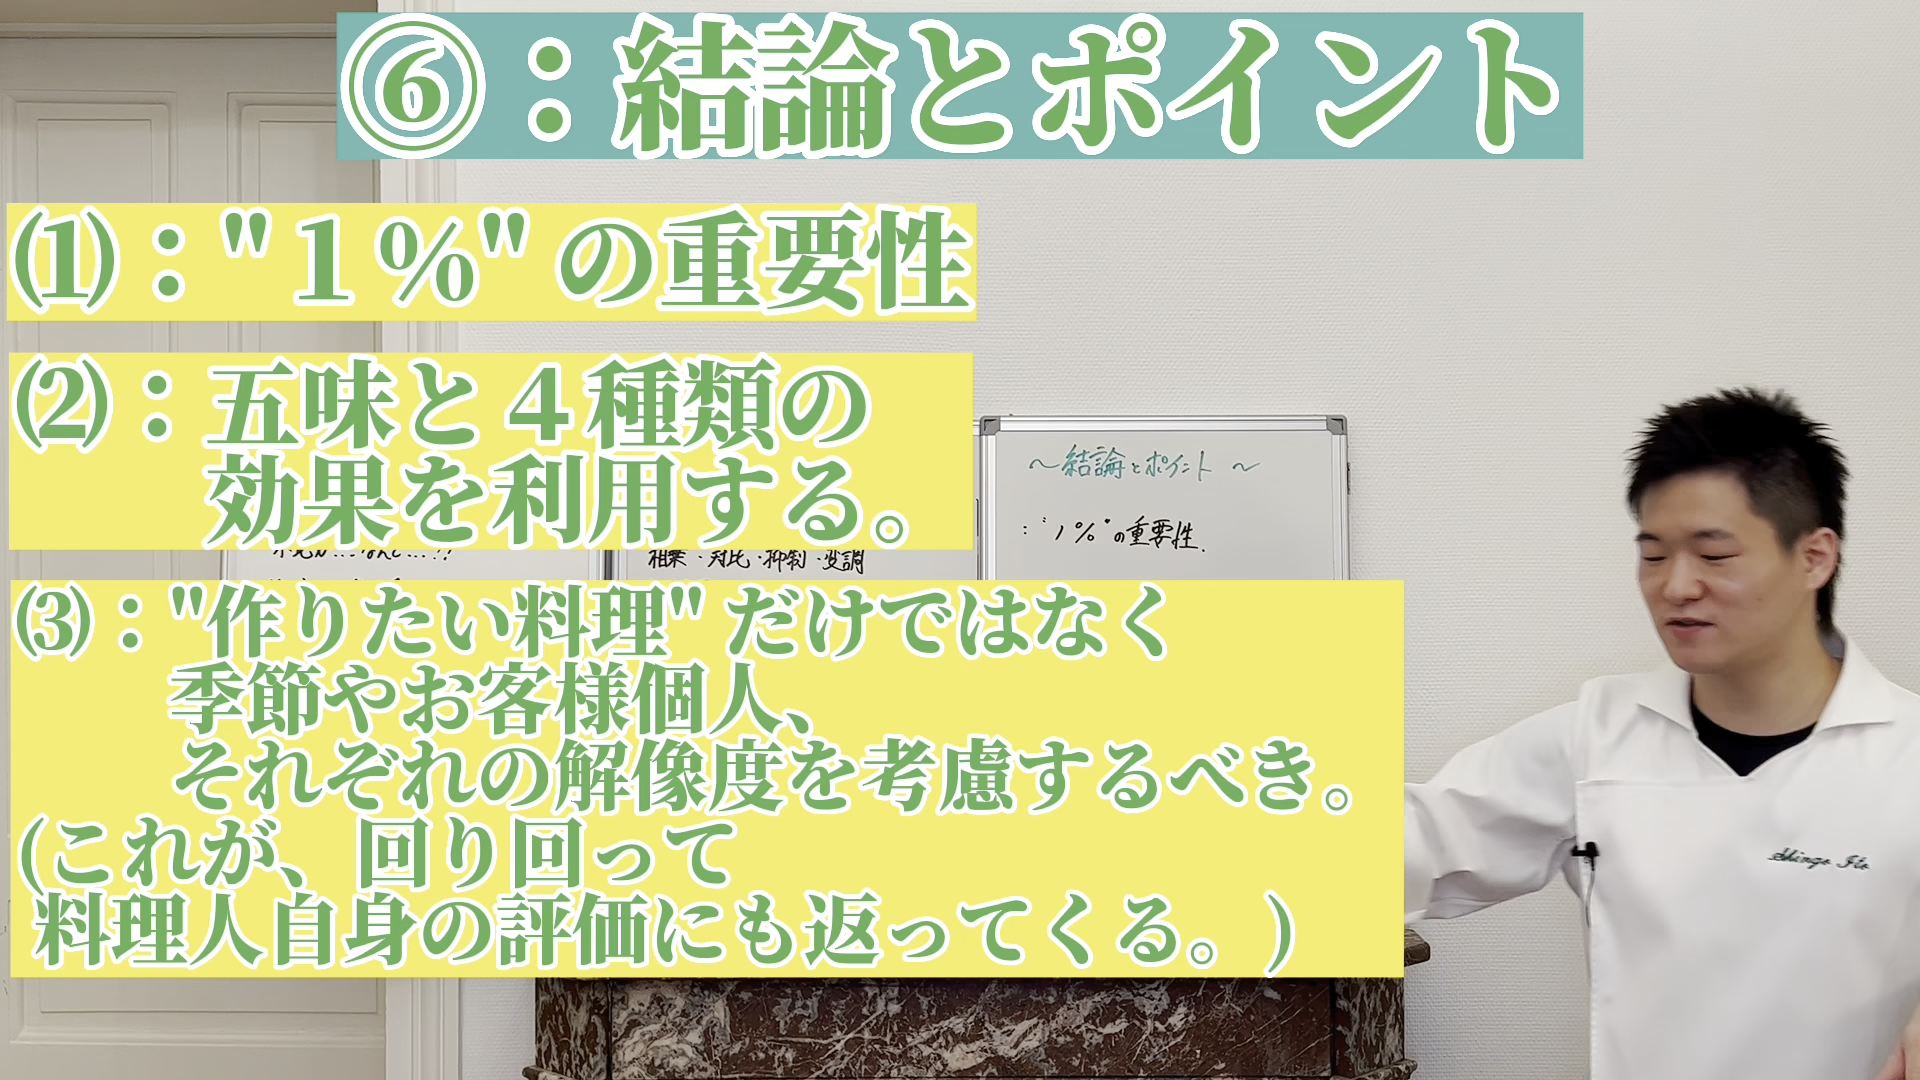 ⑥：結論とポイント
⑴："１％" の重要性
⑵：五味と４種類の
効果を利用する。
〜結論とポイント〜
："１％"の重要性.
相乗・対比・抑制・変調
⑶："作りたい料理" だけではなく
季節やお客様個人、
それぞれの解像度を考慮するべき。
(これが、回り回って
料理人自身の評価にも返ってくる。)
Shingo Ito